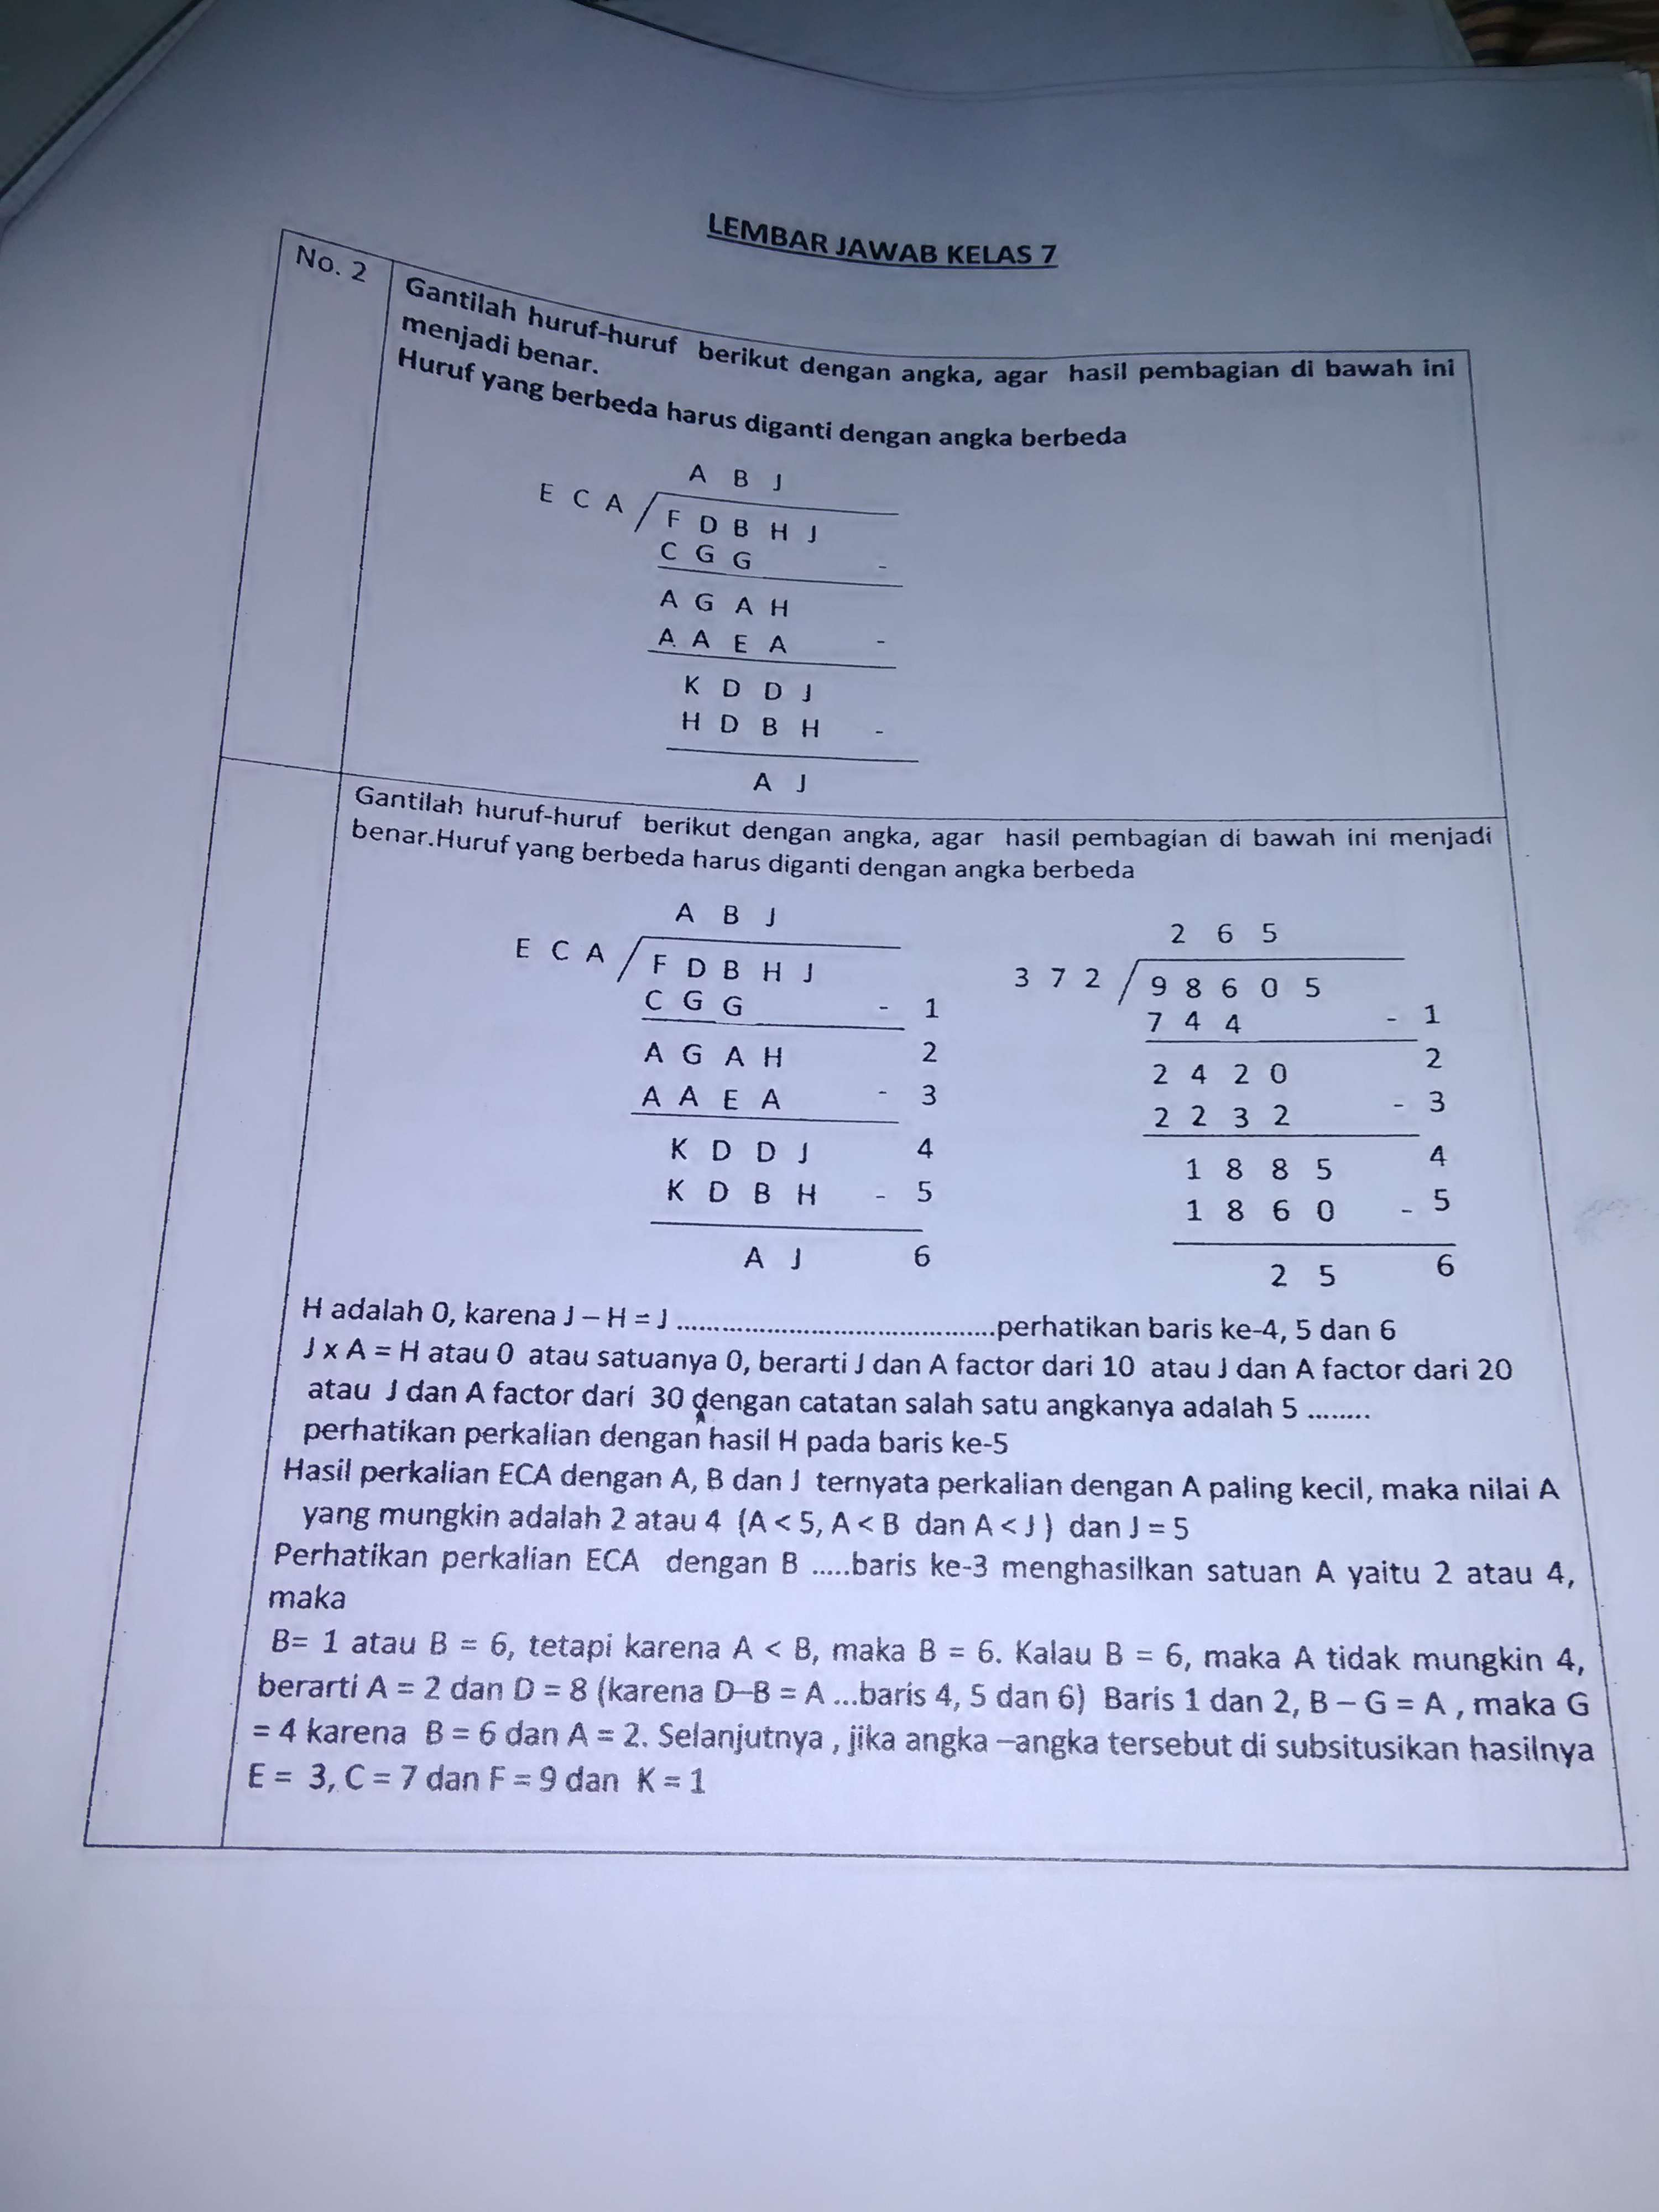 LEMBAR JAWAB KELAS 7
No. 2
Gantilah huruf-huruf berikut dengan angka, agar hasil pembagian di bawah ini
menjadi benar.
Huruf yang berbeda harus diganti dengan angka berbeda
A B J
E C A / F D B H J
C G G -
A G A H
A A E A -
K D D J
H D B H -
A J
Gantilah huruf-huruf berikut dengan angka, agar hasil pembagian di bawah ini menjadi
benar.Huruf yang berbeda harus diganti dengan angka berbeda
A B J
E C A / F D B H J
C G G - 1
A G A H 2
A A E A - 3
K D D J 4
K D B H - 5
A J 6
2 6 5
3 7 2 / 9 8 6 0 5
7 4 4 - 1
2 4 2 0 2
2 2 3 2 - 3
1 8 8 5 4
1 8 6 0 - 5
2 5 6
H adalah 0, karena J – H = J ..........................................perhatikan baris ke-4, 5 dan 6
J x A = H atau 0 atau satuanya 0, berarti J dan A factor dari 10 atau J dan A factor dari 20
atau J dan A factor dari 30 dengan catatan salah satu angkanya adalah 5 ........
perhatikan perkalian dengan hasil H pada baris ke-5
Hasil perkalian ECA dengan A, B dan J ternyata perkalian dengan A paling kecil, maka nilai A
yang mungkin adalah 2 atau 4 (A < 5, A < B dan A < J ) dan J = 5
Perhatikan perkalian ECA dengan B .....baris ke-3 menghasilkan satuan A yaitu 2 atau 4,
maka
B= 1 atau B = 6, tetapi karena A < B, maka B = 6. Kalau B = 6, maka A tidak mungkin 4,
berarti A = 2 dan D = 8 (karena D–B = A ...baris 4, 5 dan 6) Baris 1 dan 2, B – G = A , maka G
= 4 karena B = 6 dan A = 2. Selanjutnya , jika angka –angka tersebut di subsitusikan hasilnya
E = 3, C = 7 dan F = 9 dan K = 1